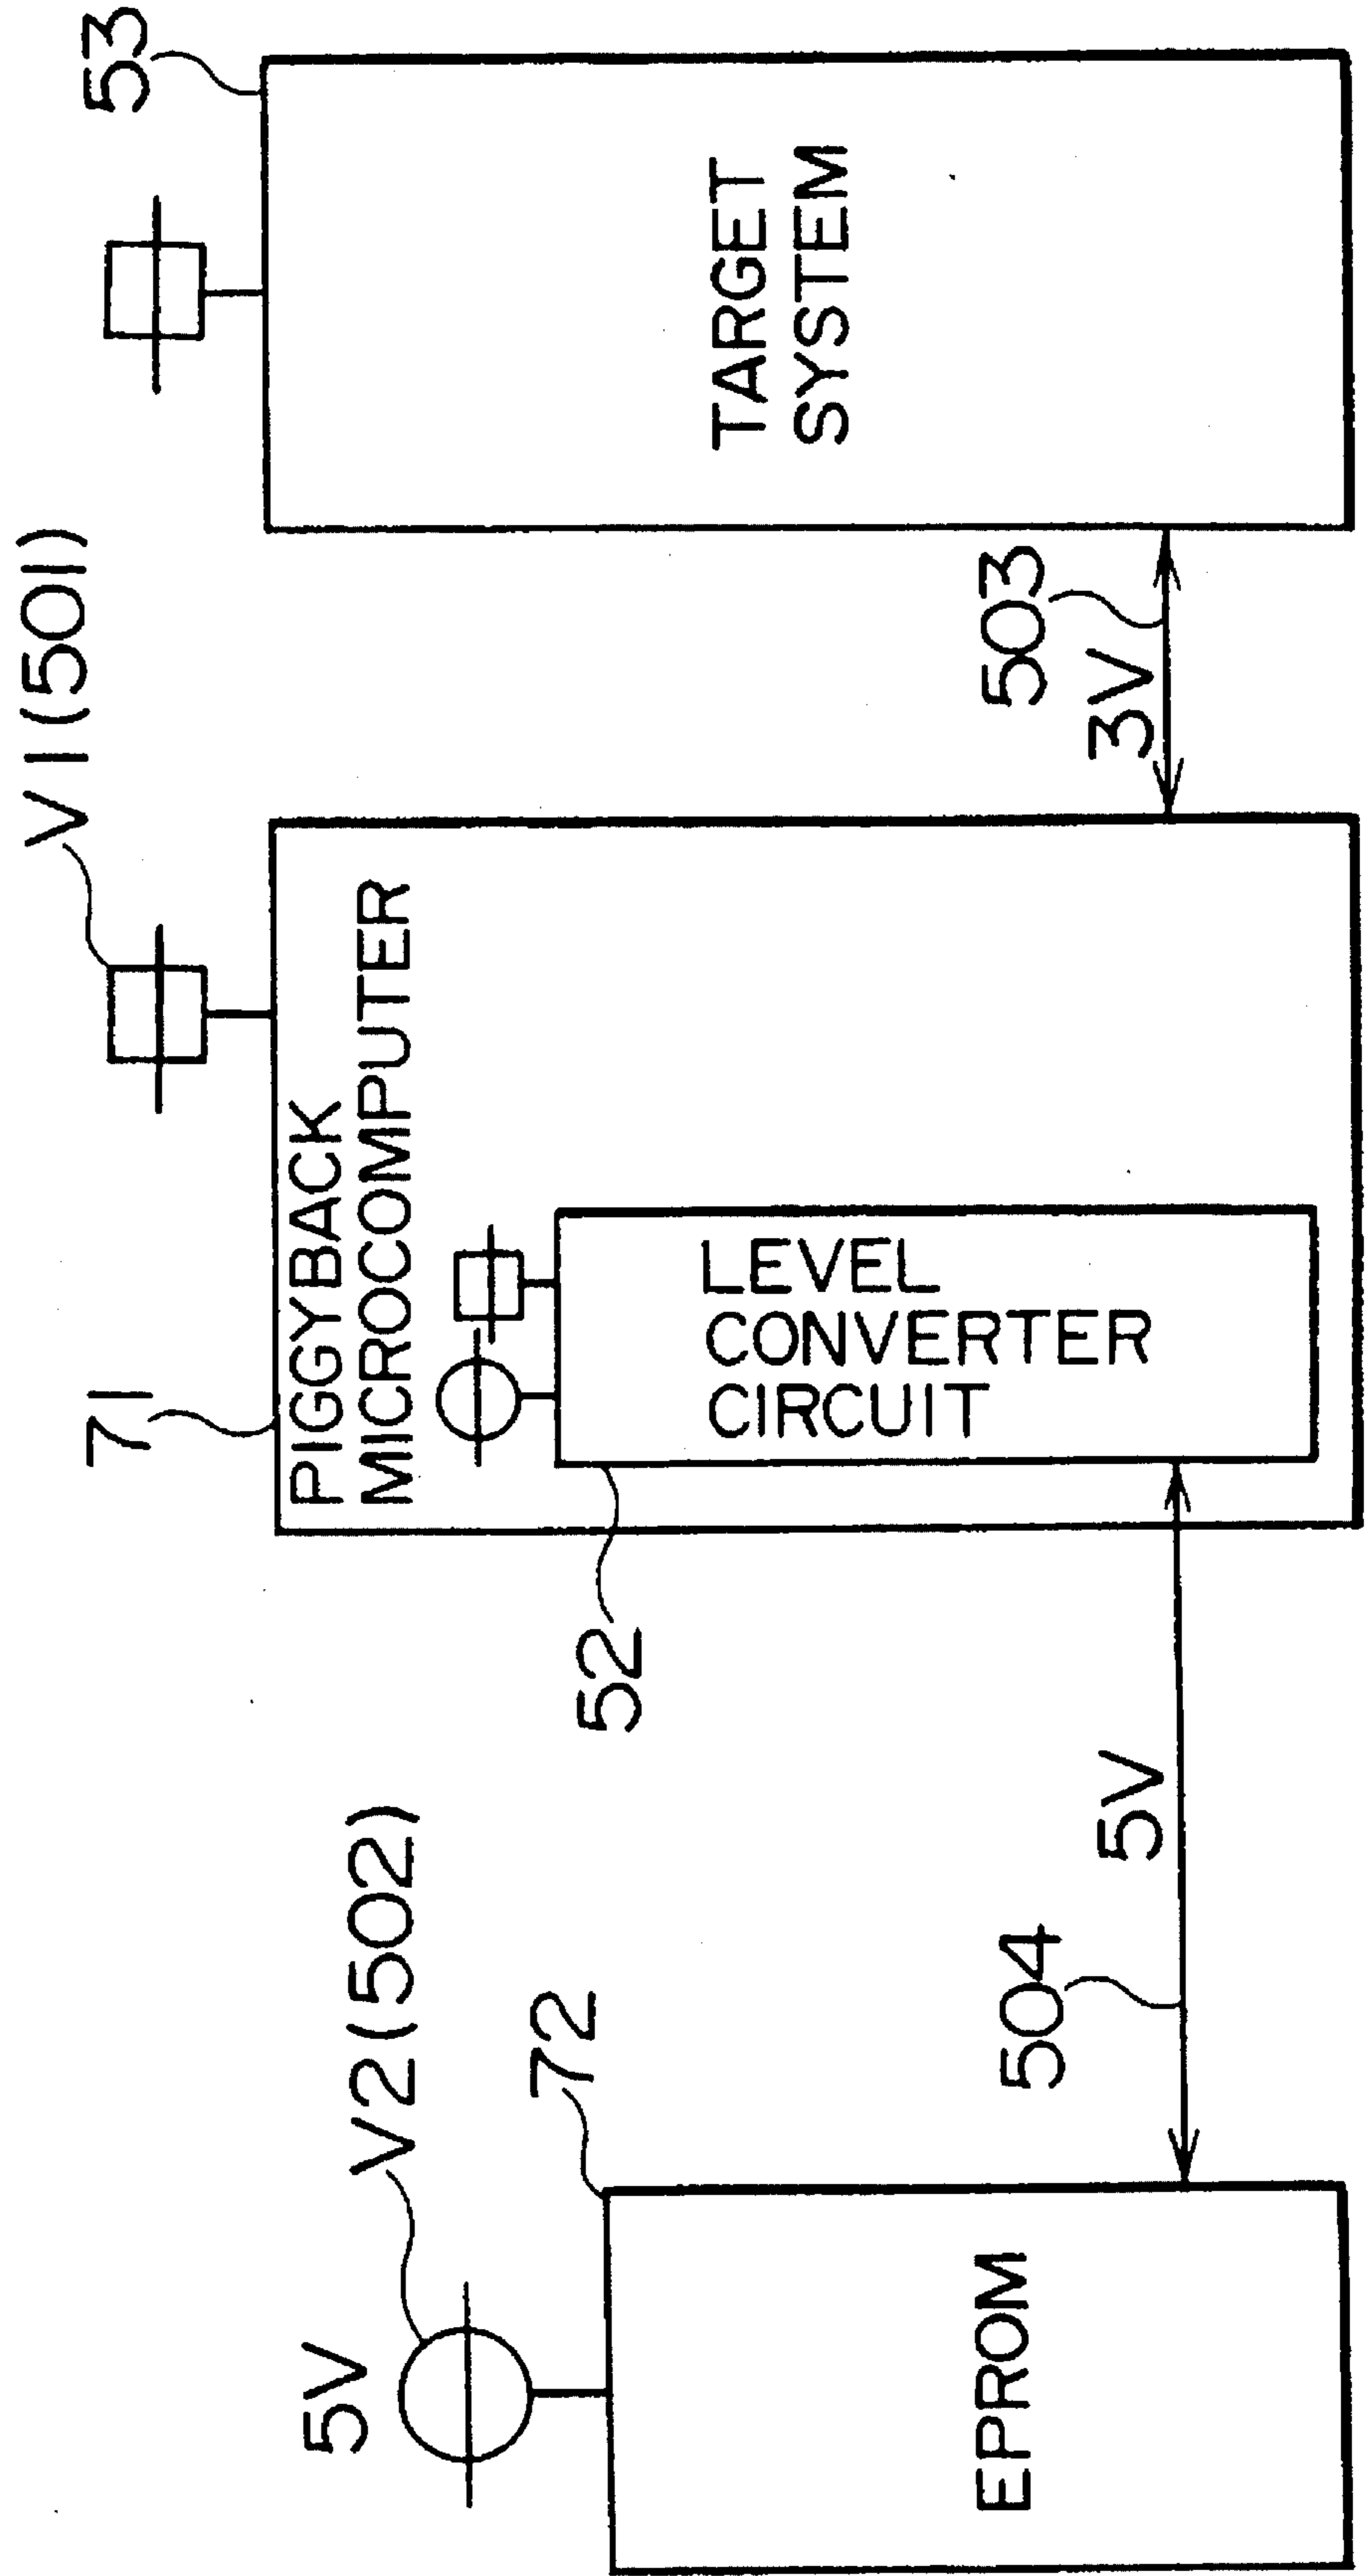 5V
V2(502)
72
EPROM
504
5V
V1(501)
71
PIGGYBACK
MICROCOMPUTER
52
LEVEL
CONVERTER
CIRCUIT
503
3V
53
TARGET
SYSTEM